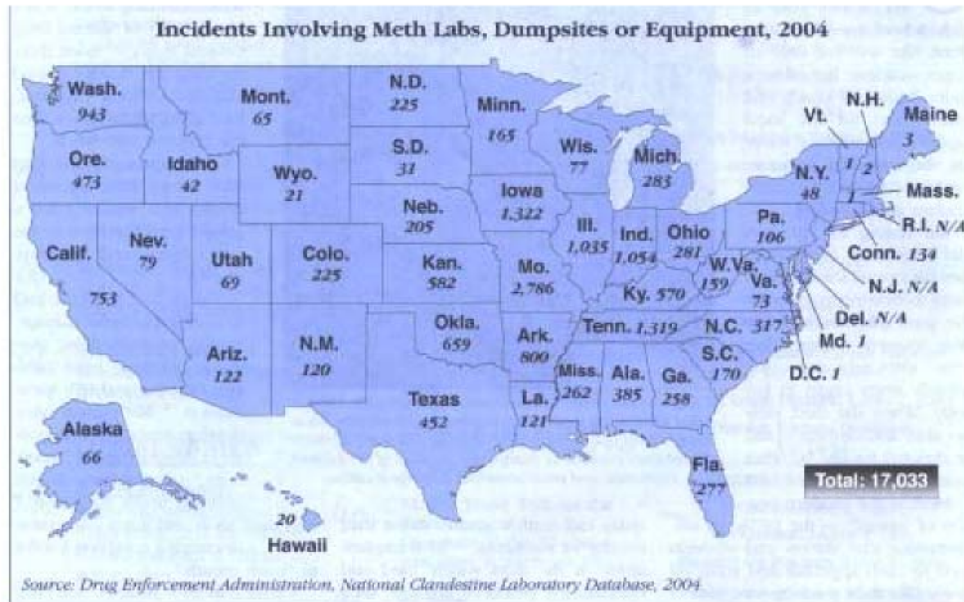 Incidents Involving Meth Labs, Dumpsites or Equipment, 2004
Wash.
943
Mont.
65
N.D.
225
Minn.
165
N.H.
Vt.
Maine
3
Ore.
473
Idaho
42
Wyo.
21
S.D.
31
Wis.
77
Mich.
283
N.Y.
48
1
2
1
Mass.
R.I. N/A
Conn. 134
N.J. N/A
Del. N/A
Md. 1
D.C. 1
Calif.
753
Nev.
79
Utah
69
Colo.
225
Neb.
205
Kan.
582
Iowa
1,322
Mo.
2,786
Ill.
1,035
Ind.
1,054
Ohio
281
Pa.
106
W.Va.
159
Va.
73
Ky. 570
Ariz.
122
N.M.
120
Okla.
659
Ark.
800
Tenn. 1,319
N.C. 317
S.C.
170
Texas
452
La.
121
Miss.
262
Ala.
385
Ga.
258
Fla.
277
Alaska
66
20
Hawaii
Total: 17,033
Source: Drug Enforcement Administration, National Clandestine Laboratory Database, 2004